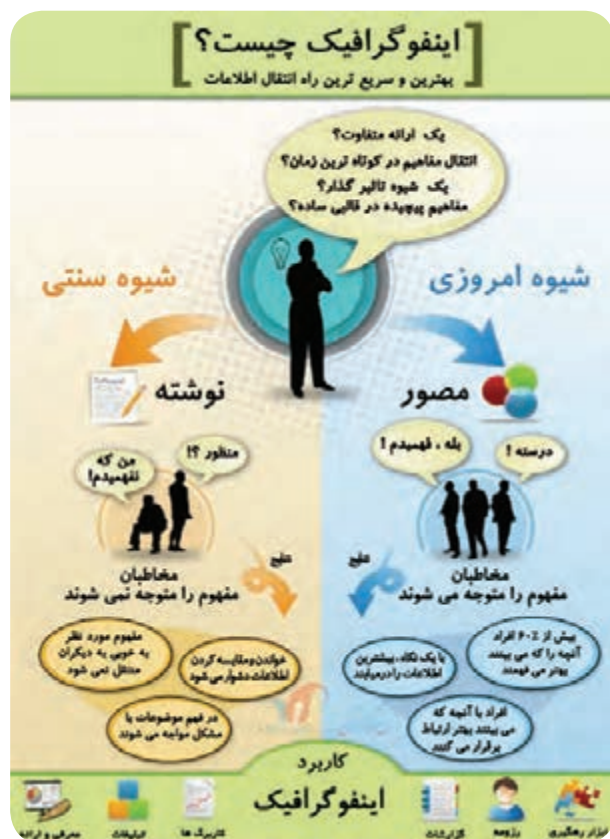 اینفوگرافیک چیست؟
بهترین و سریع ترین راه انتقال اطلاعات
یک ارائه متفاوت؟
انتقال مفاهیم در کوتاه ترین زمان؟
یک شیوه تاثیر گذار؟
مفاهیم پیچیده در قالبی ساده؟
شیوه امروزی
شیوه سنتی
مصور
نوشته
درسته !
بله ، فهمیدم !
منظور ؟!
من که
نفهمیدم!
مخاطبان
مفهوم را متوجه می شوند
نتایج
مخاطبان
مفهوم را متوجه نمی شوند
نتایج
بیش از ۶۰٪ افراد
آنچه را که می بینند
بهتر می فهمند
با یک نگاه، بیشترین
اطلاعات را درمیابند
افراد با آنچه که
می بینند بهتر ارتباط
برقرار می کنند
خواندن و مقایسه کردن
اطلاعات دشوار می شود
مفهوم مورد نظر
به خوبی به دیگران
منتقل نمی شود
در فهم موضوعات با
مشکل مواجه می شوند
کاربرد
اینفوگرافیک
ابزار رهگیری
رزومه
گزارشات
کاربرگ ها
تبلیغات
معرفی و ارائه